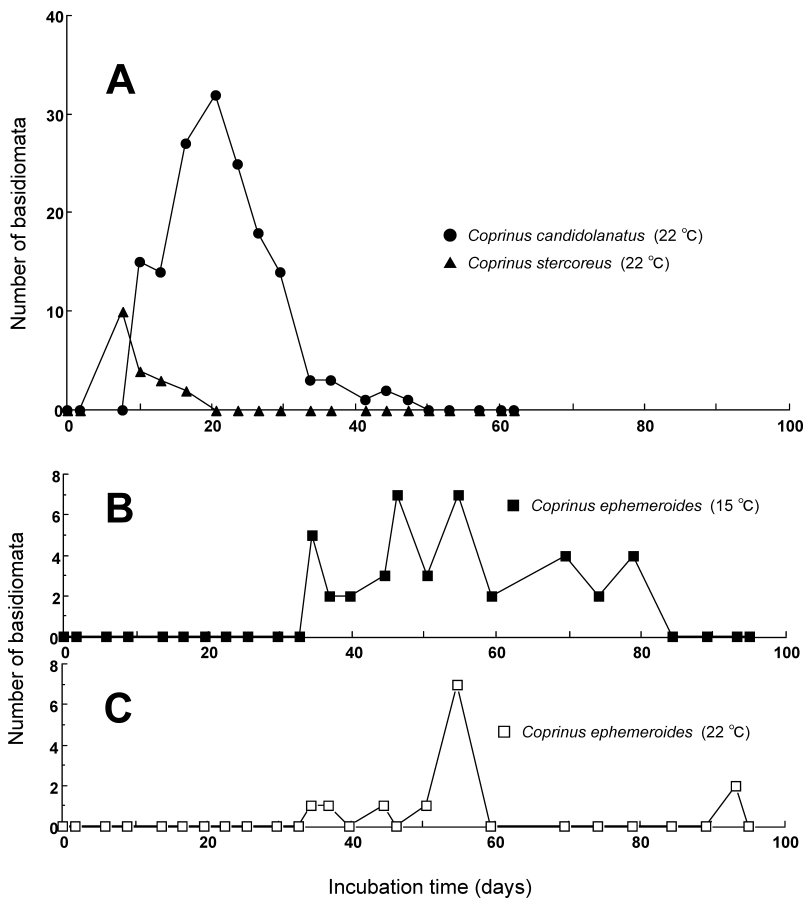 40
A
30
20
10
0
Number of basidiomata
Coprinus candidolanatus (22 °C)
Coprinus stercoreus (22 °C)
0 20 40 60 80 100
8
B
6
4
2
0
Coprinus ephemeroides (15 °C)
0 20 40 60 80 100
Number of basidiomata
8
C
6
4
2
0
Coprinus ephemeroides (22 °C)
0 20 40 60 80 100
Incubation time (days)